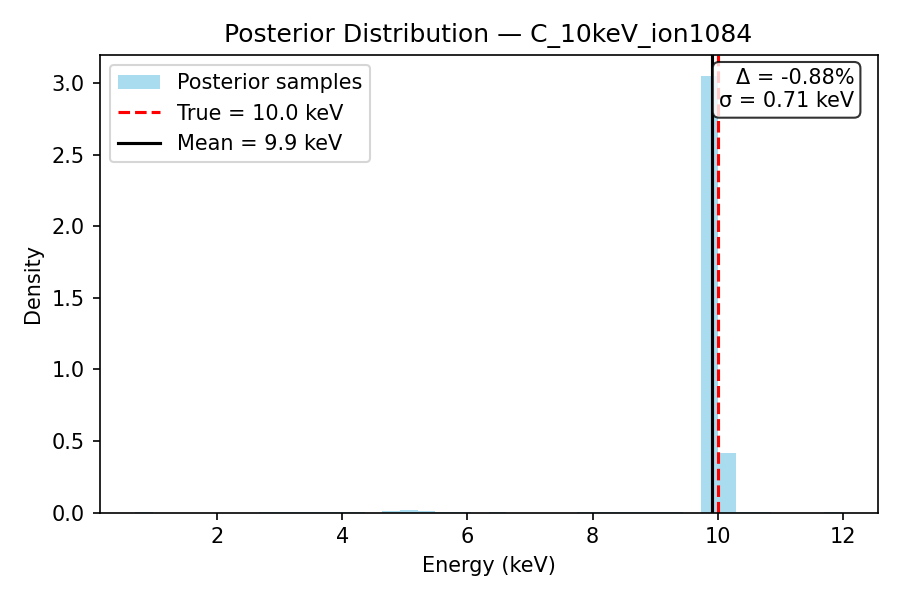 Posterior Distribution — C_10keV_ion1084
Posterior samples
True = 10.0 keV
Mean = 9.9 keV
Δ = -0.88%
σ = 0.71 keV
Density
3.0
2.5
2.0
1.5
1.0
0.5
0.0
2 4 6 8 10 12
Energy (keV)